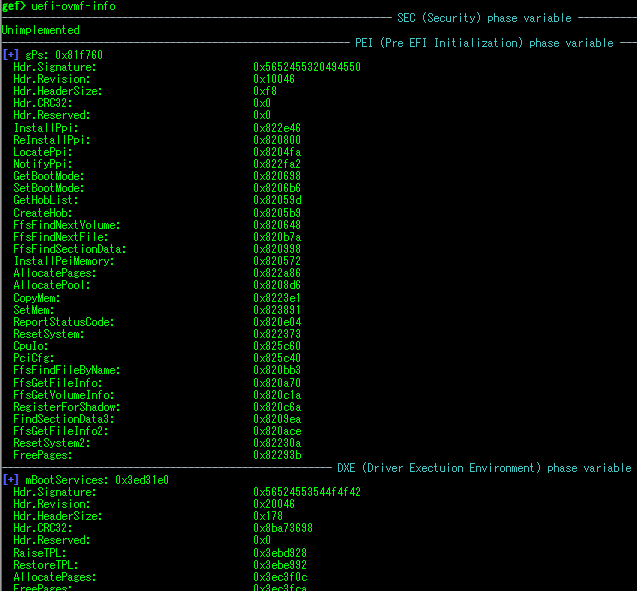 gef> uefi-ovmf-info
SEC (Security) phase variable
Unimplemented
PEI (Pre EFI Initialization) phase variable
[+] gPs: 0x81f760
Hdr.Signature: 0x5652455320494550
Hdr.Revision: 0x10046
Hdr.HeaderSize: 0xf8
Hdr.CRC32: 0x0
Hdr.Reserved: 0x0
InstallPpi: 0x822e46
ReInstallPpi: 0x820800
LocatePpi: 0x8204fa
NotifyPpi: 0x822fa2
GetBootMode: 0x820698
SetBootMode: 0x8206b6
GetHobList: 0x82059d
CreateHob: 0x8205b9
FfsFindNextVolume: 0x820648
FfsFindNextFile: 0x820b7a
FfsFindSectionData: 0x820998
InstallPeiMemory: 0x820572
AllocatePages: 0x822a86
AllocatePool: 0x8208d6
CopyMem: 0x8223e1
SetMem: 0x823891
ReportStatusCode: 0x820e04
ResetSystem: 0x822373
CpuIo: 0x825c60
PciCfg: 0x825c40
FfsFindFileByName: 0x820bb3
FfsGetFileInfo: 0x820a70
FfsGetVolumeInfo: 0x820c1a
RegisterForShadow: 0x820c6a
FindSectionData3: 0x8209ea
FfsGetFileInfo2: 0x820ace
ResetSystem2: 0x82230a
FreePages: 0x82293b
DXE (Driver Exectuion Environment) phase variable
[+] mBootServices: 0x3ed31e0
Hdr.Signature: 0x56524553544f4f42
Hdr.Revision: 0x20046
Hdr.HeaderSize: 0x178
Hdr.CRC32: 0x8ba73698
Hdr.Reserved: 0x0
RaiseTPL: 0x3ebd928
RestoreTPL: 0x3ebe992
AllocatePages: 0x3ec3f0c
FreePages: 0x3ec3fca